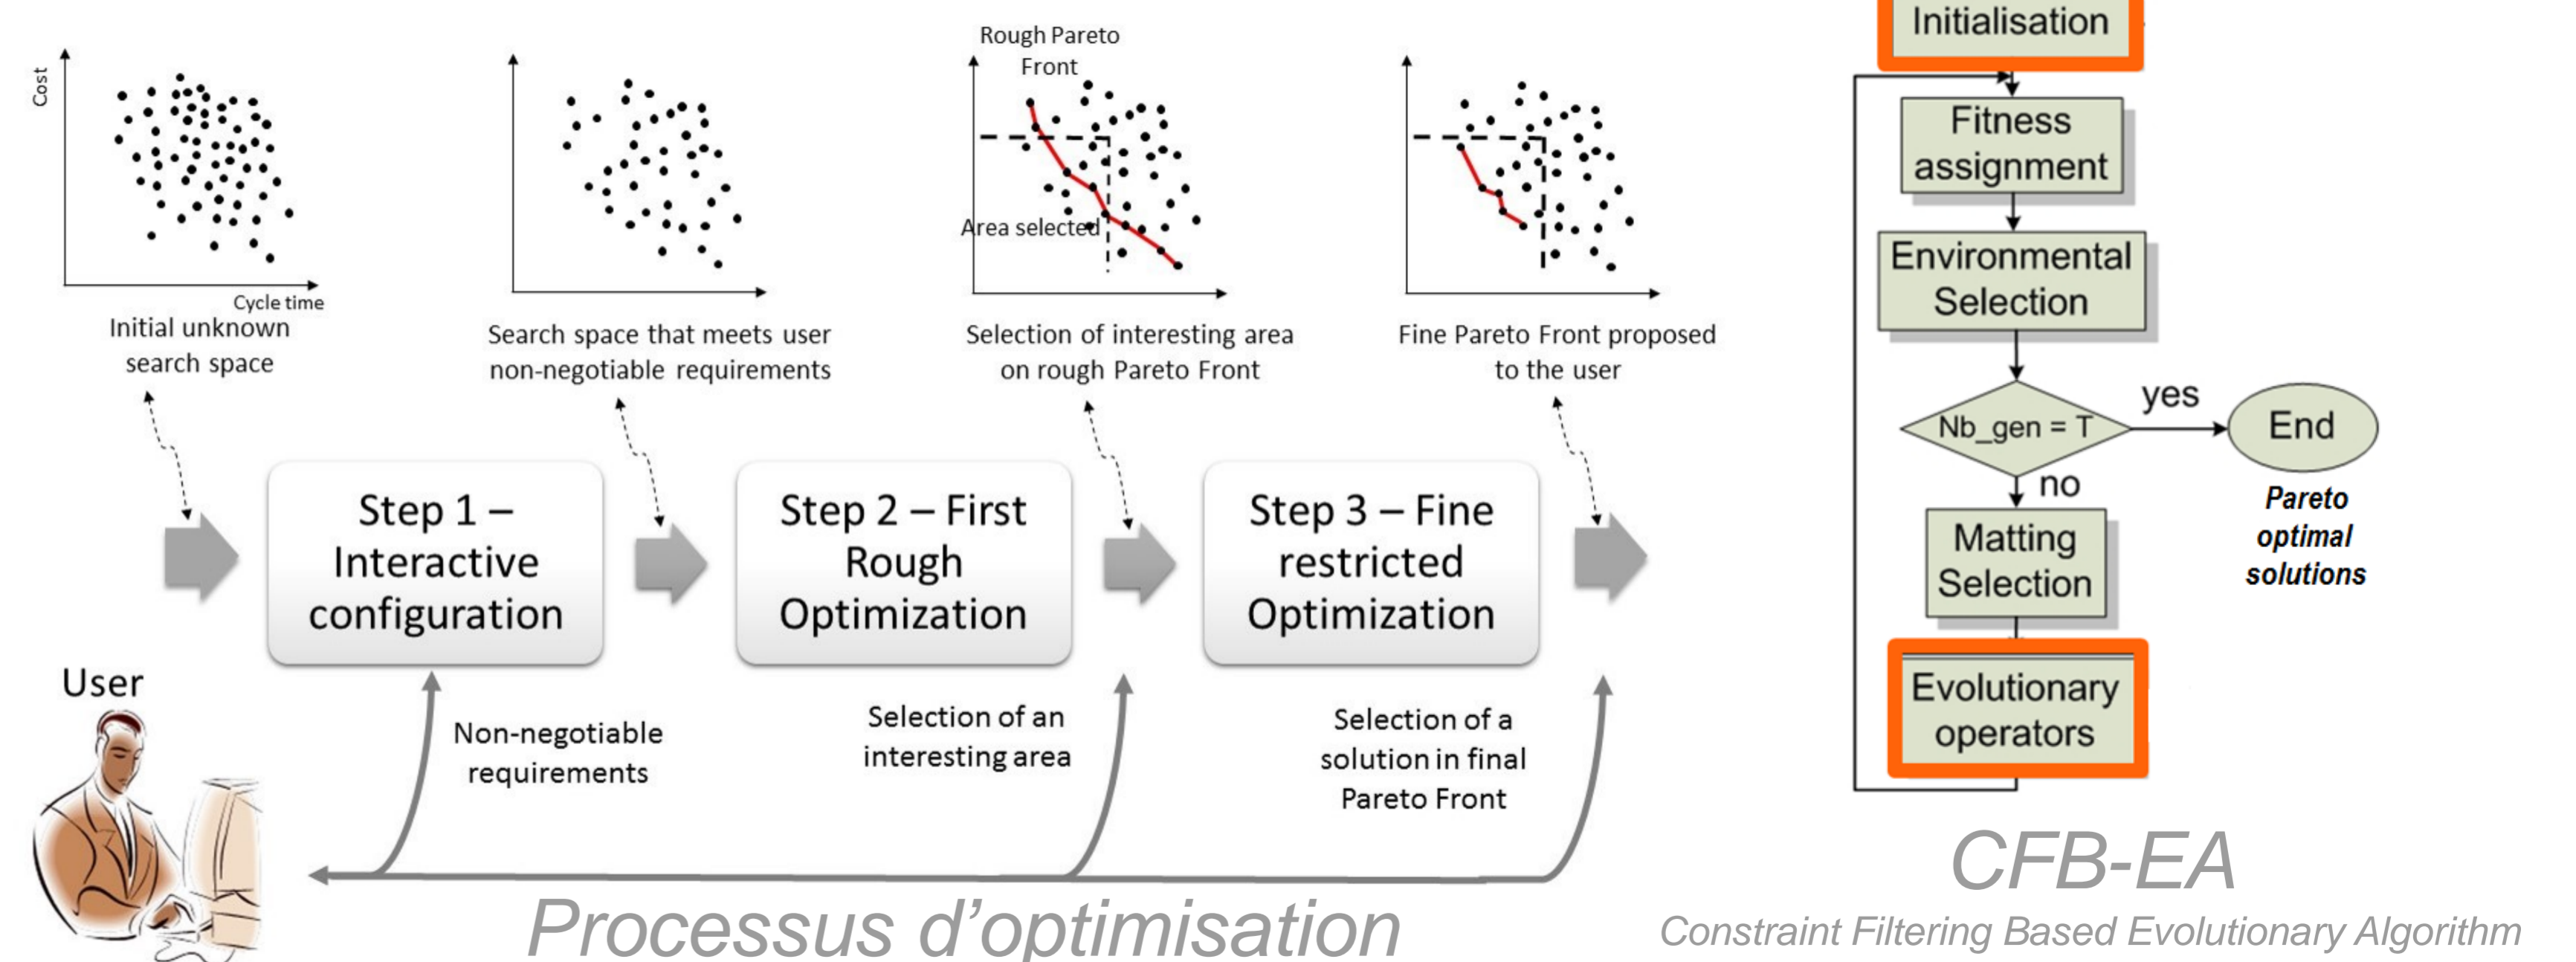 Cost
Cycle time
Initial unknown
search space
Search space that meets user
non-negotiable requirements
Rough Pareto
Front
Area selected
Selection of interesting area
on rough Pareto Front
Fine Pareto Front proposed
to the user
Step 1 –
Interactive
configuration
Step 2 – First
Rough
Optimization
Step 3 – Fine
restricted
Optimization
User
Non-negotiable
requirements
Selection of an
interesting area
Selection of a
solution in final
Pareto Front
Processus d’optimisation
Initialisation
Fitness
assignment
Environmental
Selection
Nb_gen = T
yes
End
Pareto
optimal
solutions
no
Matting
Selection
Evolutionary
operators
CFB-EA
Constraint Filtering Based Evolutionary Algorithm